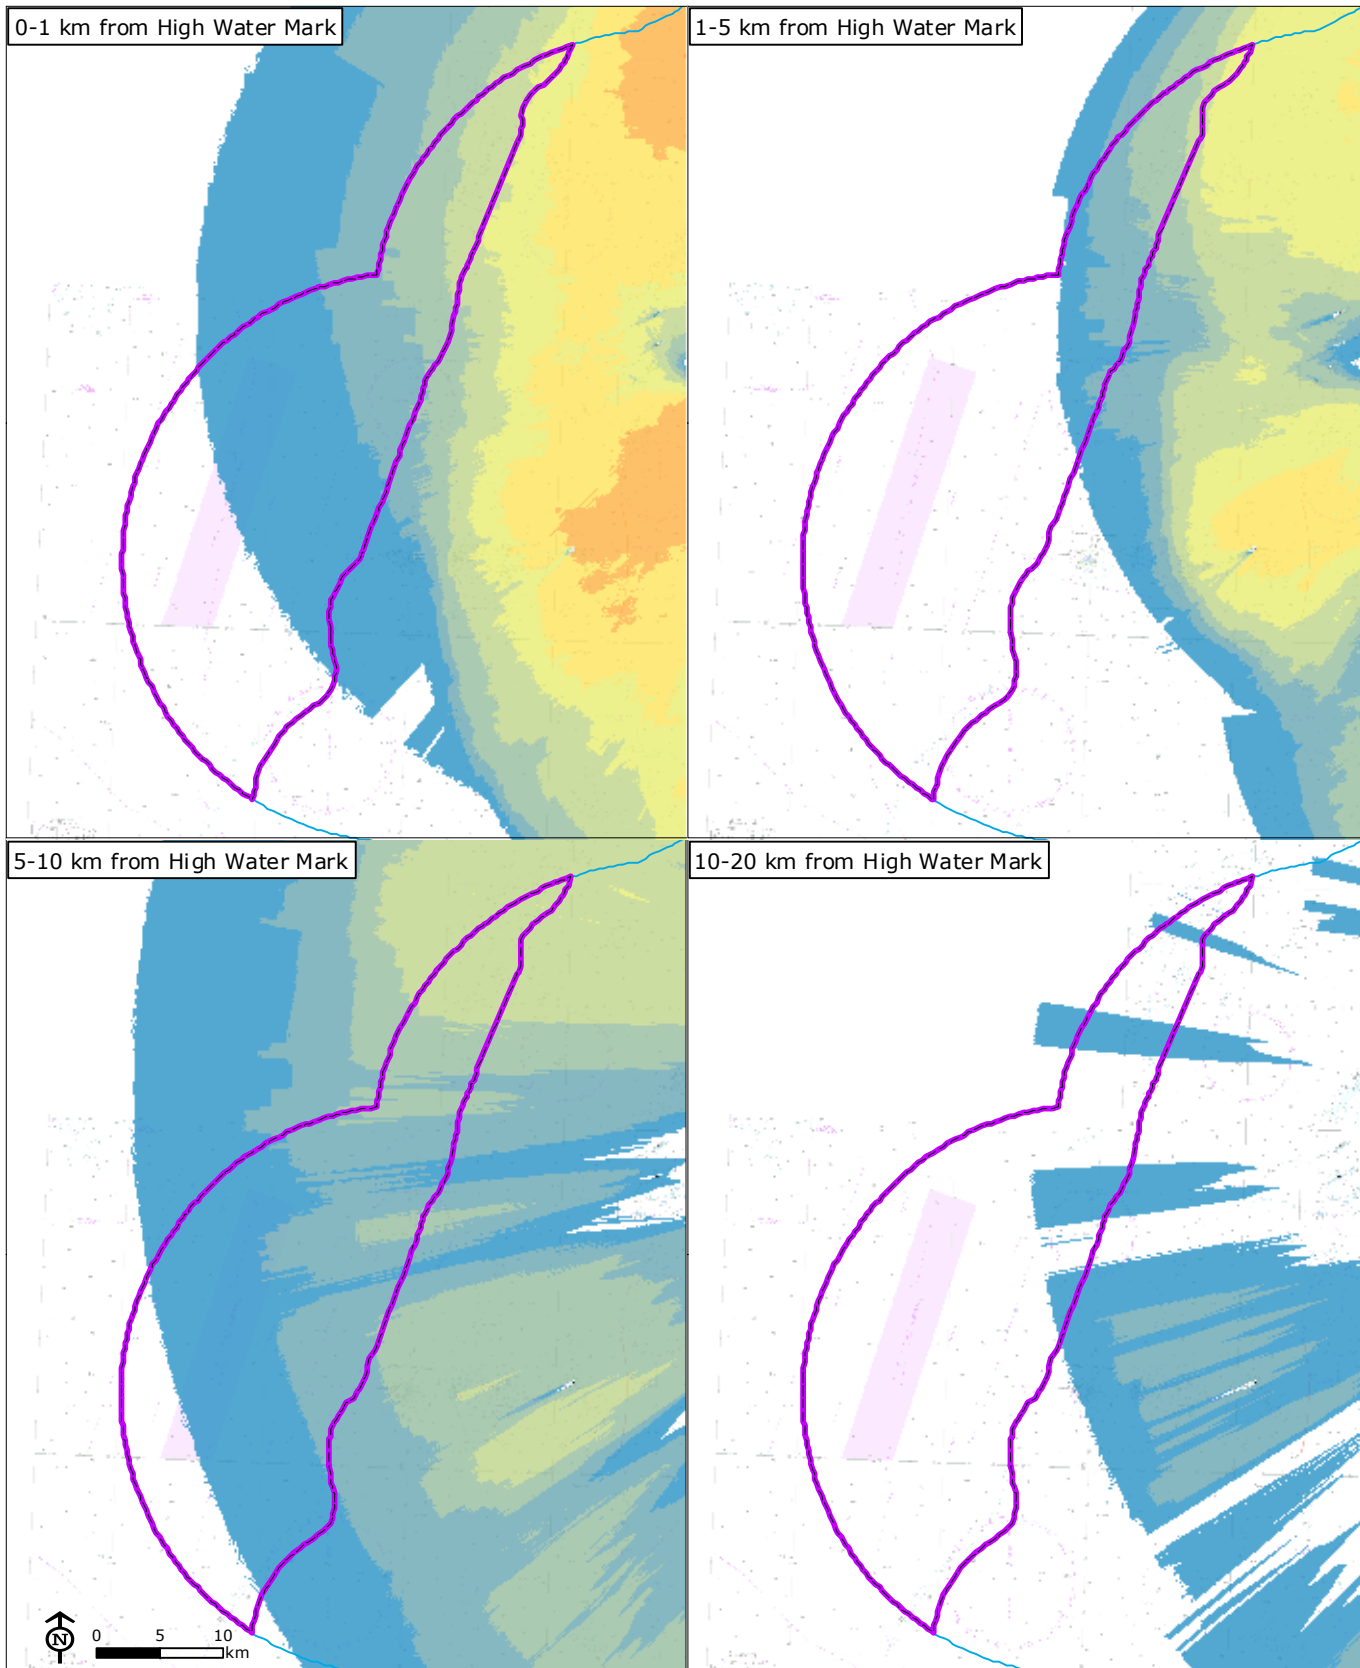 0-1 km from High Water Mark
1-5 km from High Water Mark
5-10 km from High Water Mark
10-20 km from High Water Mark
N
0 5 10
km